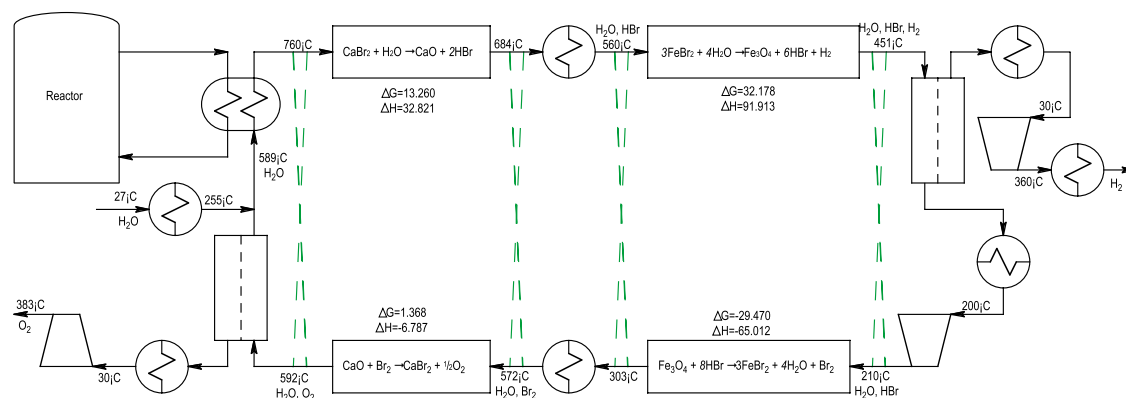 Reactor
27¡C
H₂O
255¡C
589¡C
H₂O
760¡C
CaBr₂ + H₂O →CaO + 2HBr
ΔG=13.260
ΔH=32.821
684¡C
H₂O, HBr
560¡C
3FeBr₂ + 4H₂O→Fe₃O₄ + 6HBr + H₂
ΔG=32.178
ΔH=91.913
H₂O, HBr, H₂
451¡C
30¡C
360¡C
H₂
200¡C
210¡C
H₂O, HBr
ΔG=-29.470
ΔH=-65.012
Fe₃O₄ + 8HBr →3FeBr₂ + 4H₂O + Br₂
303¡C
572¡C
H₂O, Br₂
ΔG=1.368
ΔH=-6.787
CaO + Br₂ →CaBr₂ + ½O₂
592¡C
H₂O, O₂
30¡C
383¡C
O₂